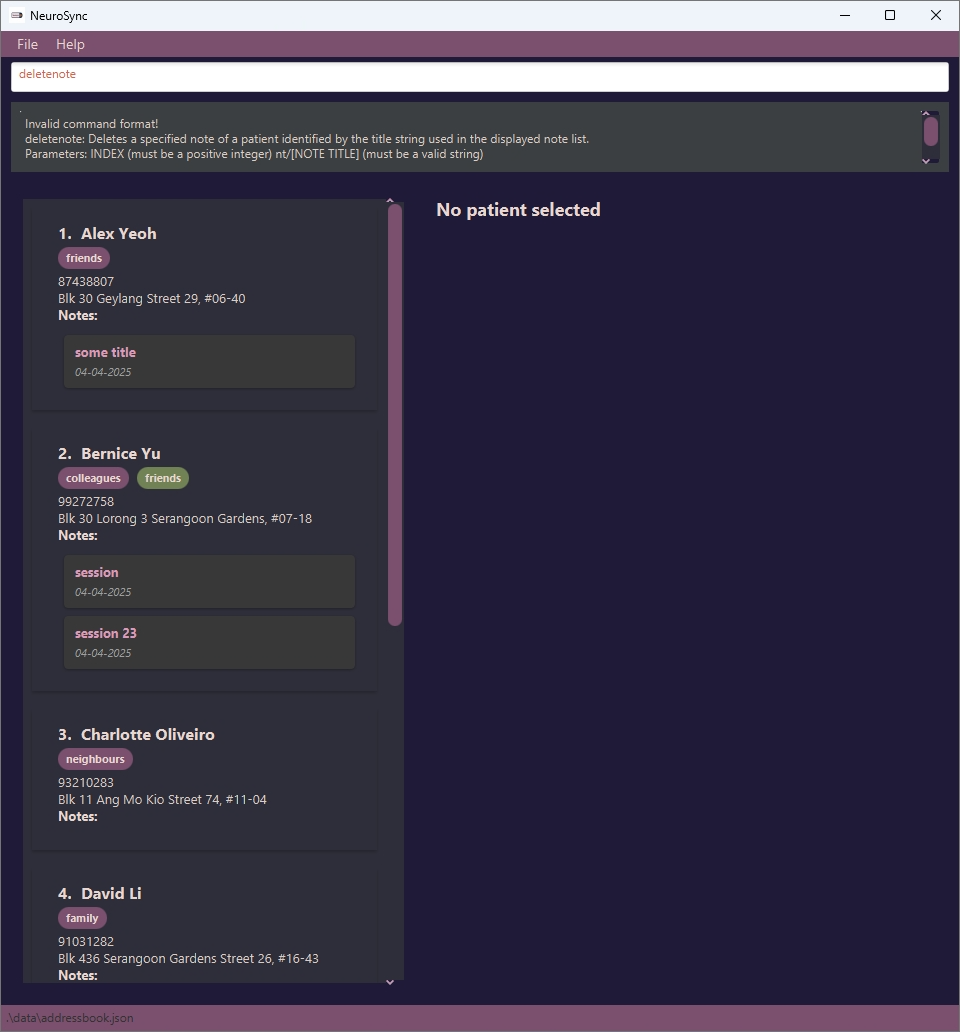 NeuroSync
File Help
deletenote
Invalid command format!
deletenote: Deletes a specified note of a patient identified by the title string used in the displayed note list.
Parameters: INDEX (must be a positive integer) nt/[NOTE TITLE] (must be a valid string)
No patient selected
1. Alex Yeoh
friends
87438807
Blk 30 Geylang Street 29, #06-40
Notes:
some title
04-04-2025
2. Bernice Yu
colleagues friends
99272758
Blk 30 Lorong 3 Serangoon Gardens, #07-18
Notes:
session
04-04-2025
session 23
04-04-2025
3. Charlotte Oliveiro
neighbours
93210283
Blk 11 Ang Mo Kio Street 74, #11-04
Notes:
4. David Li
family
91031282
Blk 436 Serangoon Gardens Street 26, #16-43
Notes:
.\data\addressbook.json